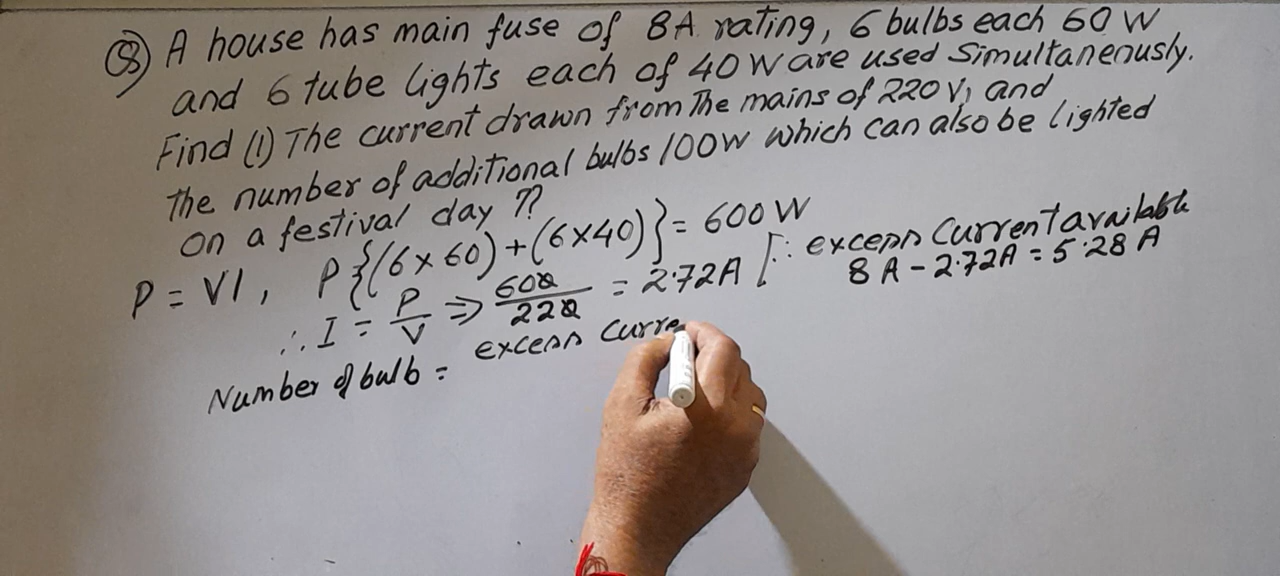 Q) A house has main fuse of 8A rating, 6 bulbs each 60 W
and 6 tube lights each of 40 W are used Simultaneously.
Find (1) The current drawn from The mains of 220 V, and
The number of additional bulbs 100W which can also be lighted
on a festival day ??
P = VI, P{(6×60)+(6×40)} = 600 W
∴ I = P/V ⇒ 600/220 = 2.72A [∴ excess Current available
8 A - 2.72A = 5.28 A
Number of bulb = excess curre